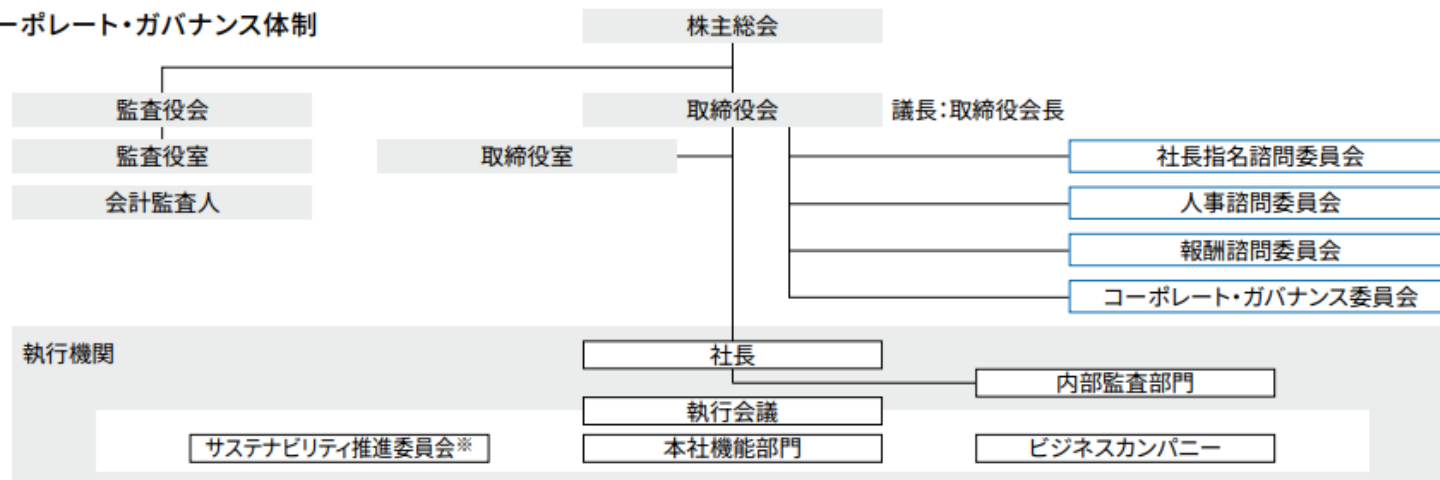 ーポレート・ガバナンス体制
株主総会
監査役会
取締役会
議長：取締役会長
監査役室
取締役室
社長指名諮問委員会
会計監査人
人事諮問委員会
報酬諮問委員会
コーポレート・ガバナンス委員会
執行機関
社長
内部監査部門
執行会議
サステナビリティ推進委員会※
本社機能部門
ビジネスカンパニー